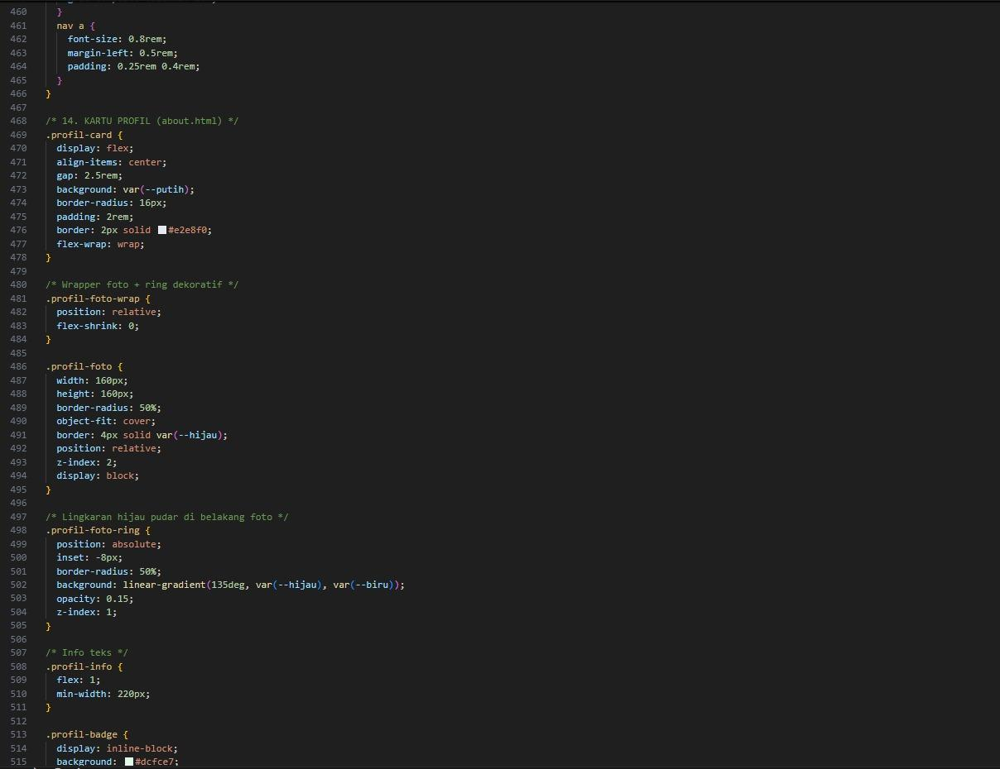 460 }
461 nav a {
462 font-size: 0.8rem;
463 margin-left: 0.5rem;
464 padding: 0.25rem 0.4rem;
465 }
466 }
467
468 /* 14. KARTU PROFIL (about.html) */
469 .profil-card {
470 display: flex;
471 align-items: center;
472 gap: 2.5rem;
473 background: var(--putih);
474 border-radius: 16px;
475 padding: 2rem;
476 border: 2px solid #e2e8f0;
477 flex-wrap: wrap;
478 }
479
480 /* Wrapper foto + ring dekoratif */
481 .profil-foto-wrap {
482 position: relative;
483 flex-shrink: 0;
484 }
485
486 .profil-foto {
487 width: 160px;
488 height: 160px;
489 border-radius: 50%;
490 object-fit: cover;
491 border: 4px solid var(--hijau);
492 position: relative;
493 z-index: 2;
494 display: block;
495 }
496
497 /* Lingkaran hijau pudar di belakang foto */
498 .profil-foto-ring {
499 position: absolute;
500 inset: -8px;
501 border-radius: 50%;
502 background: linear-gradient(135deg, var(--hijau), var(--biru));
503 opacity: 0.15;
504 z-index: 1;
505 }
506
507 /* Info teks */
508 .profil-info {
509 flex: 1;
510 min-width: 220px;
511 }
512
513 .profil-badge {
514 display: inline-block;
515 background: #dcfce7;